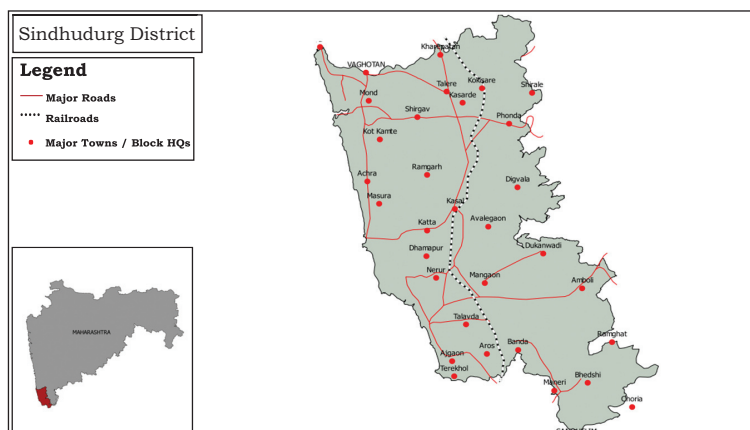 Sindhudurg District
Legend
Major Roads
Railroads
Major Towns / Block HQs
MAHARASHTRA
Kharepatan
VAGHOTAN
Talere
Kolisare
Mond
Kasarde
Shirale
Shirgav
Phonda
Kot Kamte
Ramgarh
Achra
Digvala
Masura
Kasal
Katta
Avalegaon
Dhamapur
Dukanwadi
Nerur
Mangaon
Amboli
Talavda
Ramghat
Banda
Aros
Ajgaon
Terekhol
Bhedshi
Maneri
Choria